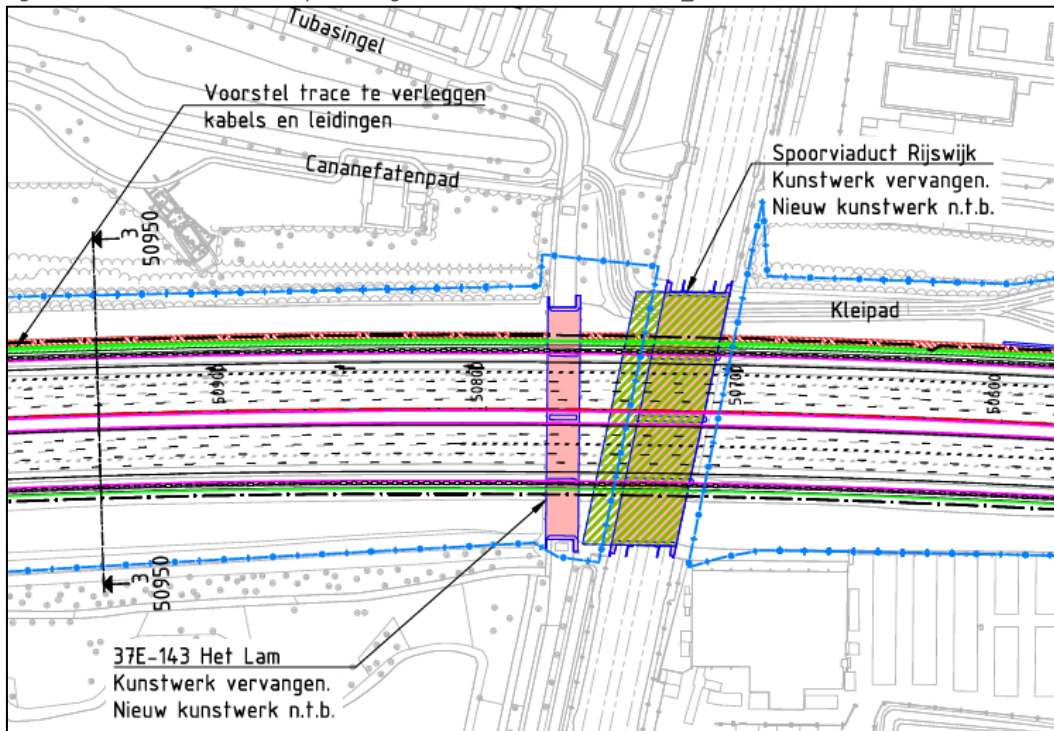 Tubasingel
Voorstel trace te verleggen
kabels en leidingen
Cananefatenpad
Spoorviaduct Rijswijk
Kunstwerk vervangen.
Nieuw kunstwerk n.t.b.
3
50950
Kleipad
50900
50800
50700
50600
3
50950
37E-143 Het Lam
Kunstwerk vervangen.
Nieuw kunstwerk n.t.b.